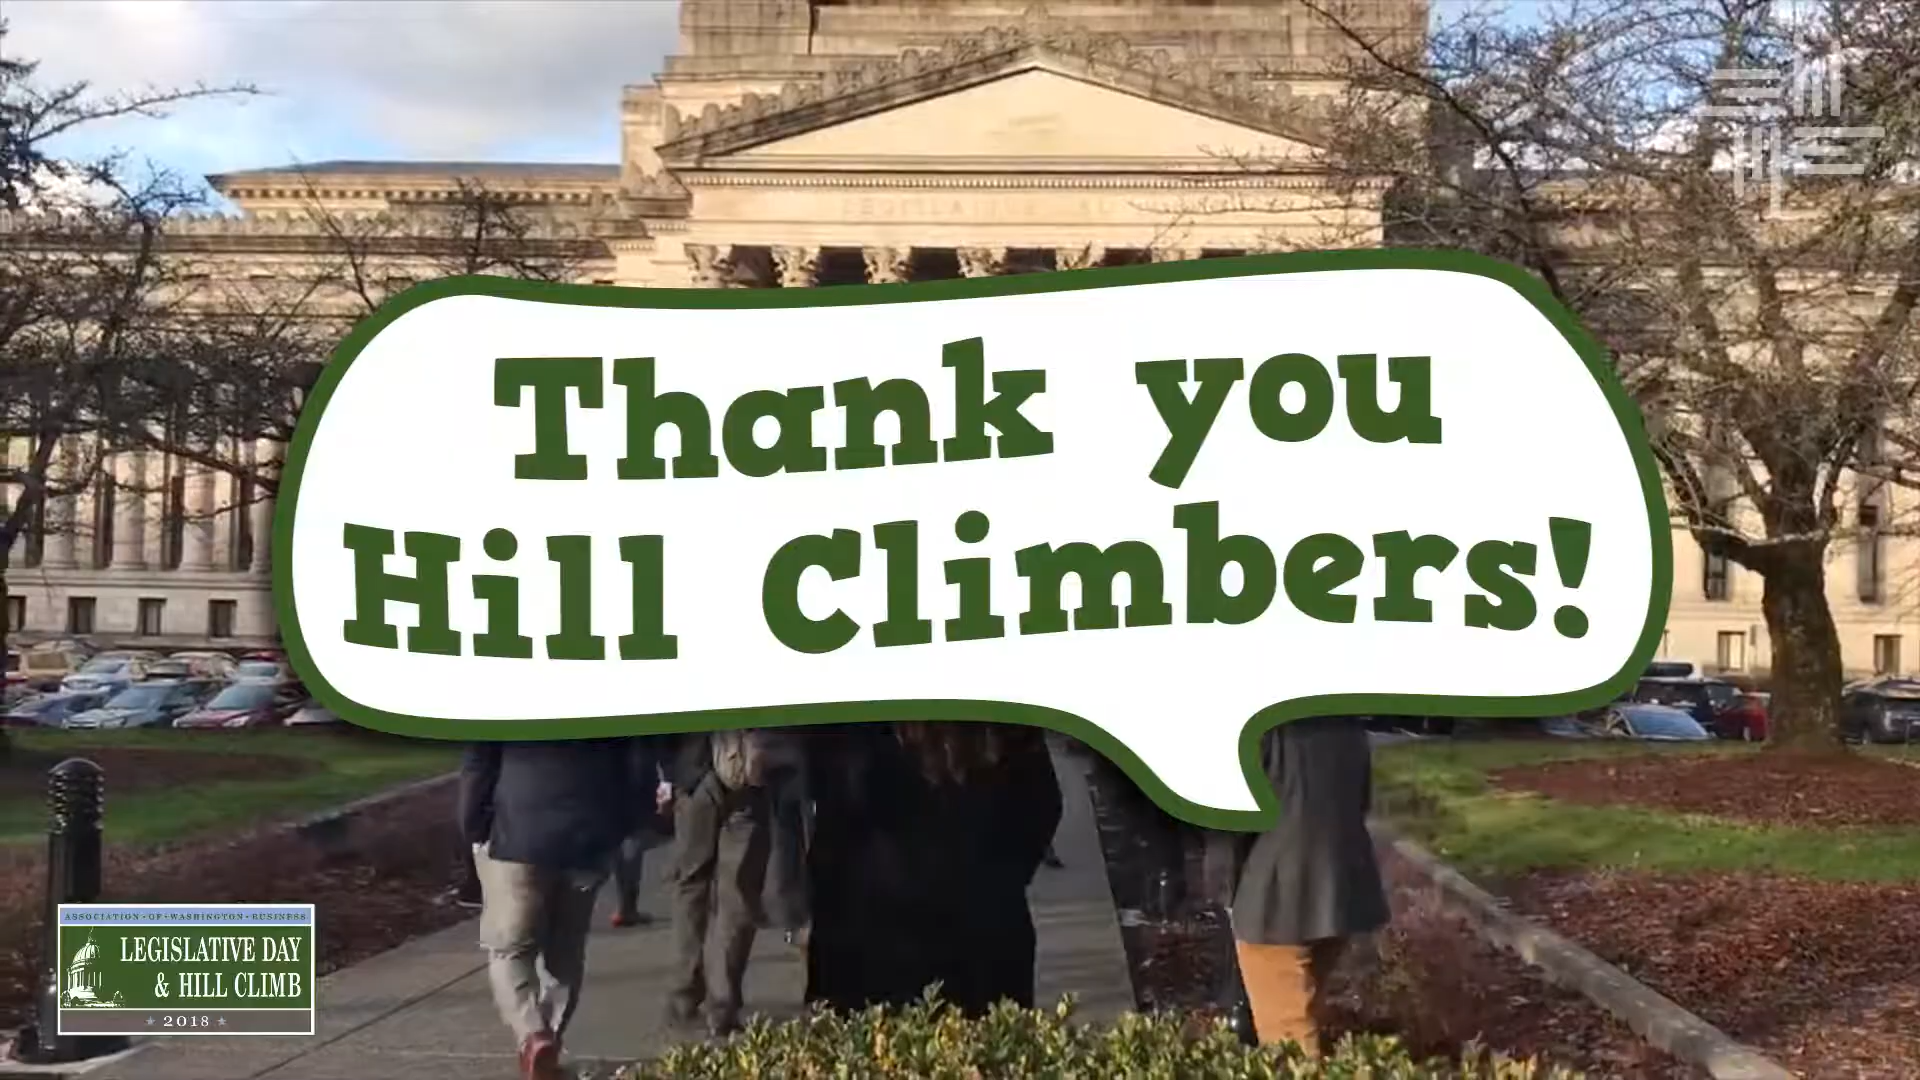 Thank you
Hill Climbers!
ASSOCIATION · OF · WASHINGTON · BUSINESS
LEGISLATIVE DAY
& HILL CLIMB
★ 2018 ★